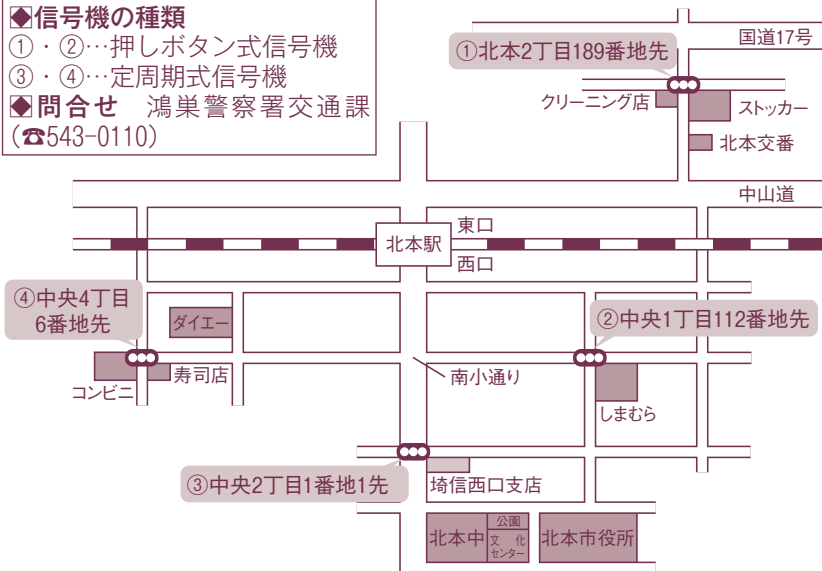 ◆信号機の種類
①・②…押しボタン式信号機
③・④…定周期式信号機
◆問合せ　鴻巣警察署交通課
(☎543-0110)
国道17号
①北本2丁目189番地先
クリーニング店
ストッカー
北本交番
中山道
東口
北本駅
西口
④中央4丁目
6番地先
ダイエー
②中央1丁目112番地先
コンビニ
寿司店
南小通り
しまむら
③中央2丁目1番地1先
埼信西口支店
北本中
公園
文化
センター
北本市役所